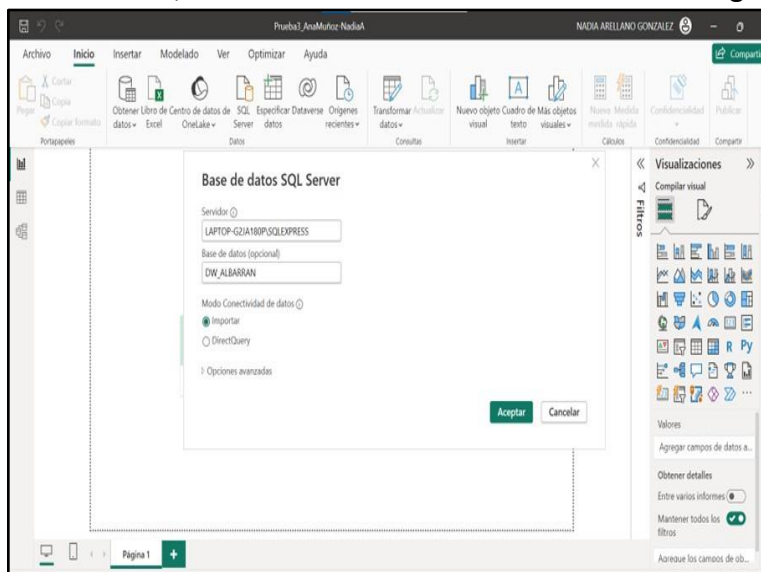 Prueba3_AnaMuñoz-NadiaA
NADIA ARELLANO GONZALEZ
Archivo Inicio Insertar Modelado Ver Optimizar Ayuda
Comparti
Pegar
Cortar
Copia
Copiar formato
Portapapeles
Obtener datos
Libro de Excel
Centro de datos de OneLake
SQL Server
Especificar datos
Dataverse
Orígenes recientes
Datos
Transformar datos
Actualizar
Consultas
Nuevo objeto visual
Cuadro de texto
Más objetos visuales
Insertar
Nueva medida
Medida rápida
Cálculos
Confidencialidad
Confidencialidad
Publicar
Compartir
Base de datos SQL Server
Servidor
LAPTOP-G2JA180P\SQLEXPRESS
Base de datos (opcional)
DW_ALBARRAN
Modo Conectividad de datos
Importar
DirectQuery
Opciones avanzadas
Aceptar Cancelar
Filtros
Visualizaciones
Compilar visual
R Py
Valores
Agregar campos de datos a...
Obtener detalles
Entre varios informes
Mantener todos los filtros
Agregue los campos de ob...
Página 1